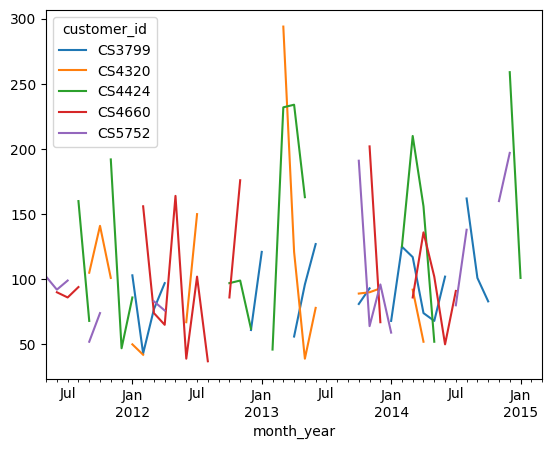 customer_id
CS3799
CS4320
CS4424
CS4660
CS5752
300
250
200
150
100
50
Jul Jan Jul Jan Jul Jan Jul Jan
2012 2013 2014 2015
month_year